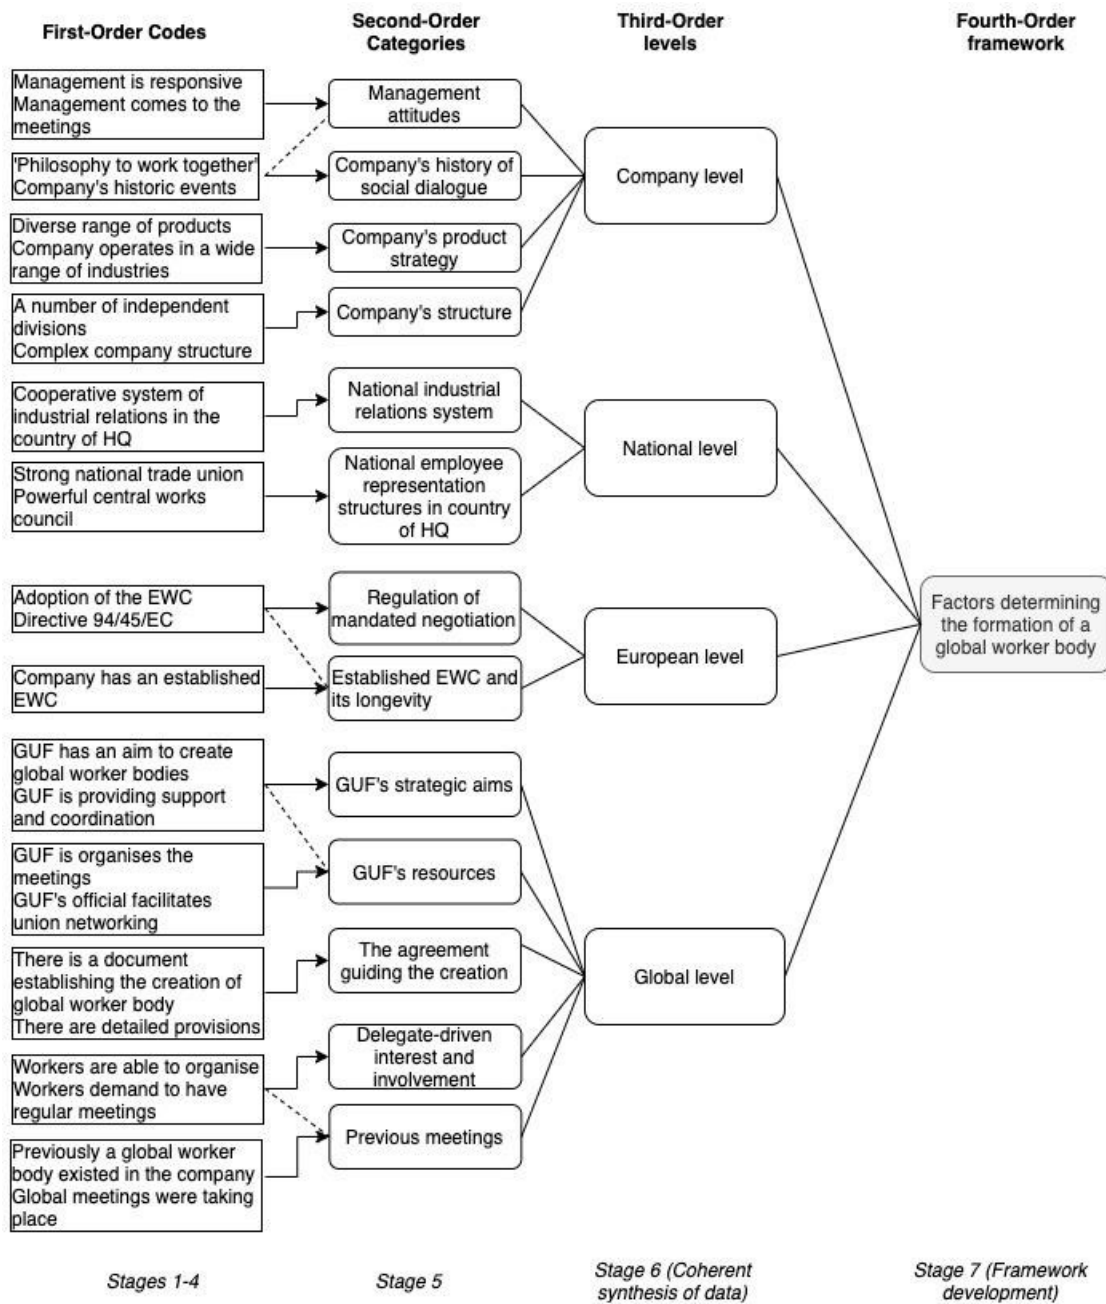 First-Order Codes
Second-Order
Categories
Third-Order
levels
Fourth-Order
framework
Management is responsive
Management comes to the
meetings
Management
attitudes
'Philosophy to work together'
Company's historic events
Company's history of
social dialogue
Diverse range of products
Company operates in a wide
range of industries
Company's product
strategy
A number of independent
divisions
Complex company structure
Company's structure
Company level
Cooperative system of
industrial relations in the
country of HQ
National industrial
relations system
Strong national trade union
Powerful central works
council
National employee
representation
structures in country
of HQ
National level
Adoption of the EWC
Directive 94/45/EC
Regulation of
mandated negotiation
Company has an established
EWC
Established EWC and
its longevity
European level
Factors determining
the formation of a
global worker body
GUF has an aim to create
global worker bodies
GUF is providing support
and coordination
GUF's strategic aims
GUF is organises the
meetings
GUF's official facilitates
union networking
GUF's resources
There is a document
establishing the creation of
global worker body
There are detailed provisions
The agreement
guiding the creation
Global level
Workers are able to organise
Workers demand to have
regular meetings
Delegate-driven
interest and
involvement
Previously a global worker
body existed in the company
Global meetings were taking
place
Previous meetings
Stages 1-4
Stage 5
Stage 6 (Coherent
synthesis of data)
Stage 7 (Framework
development)